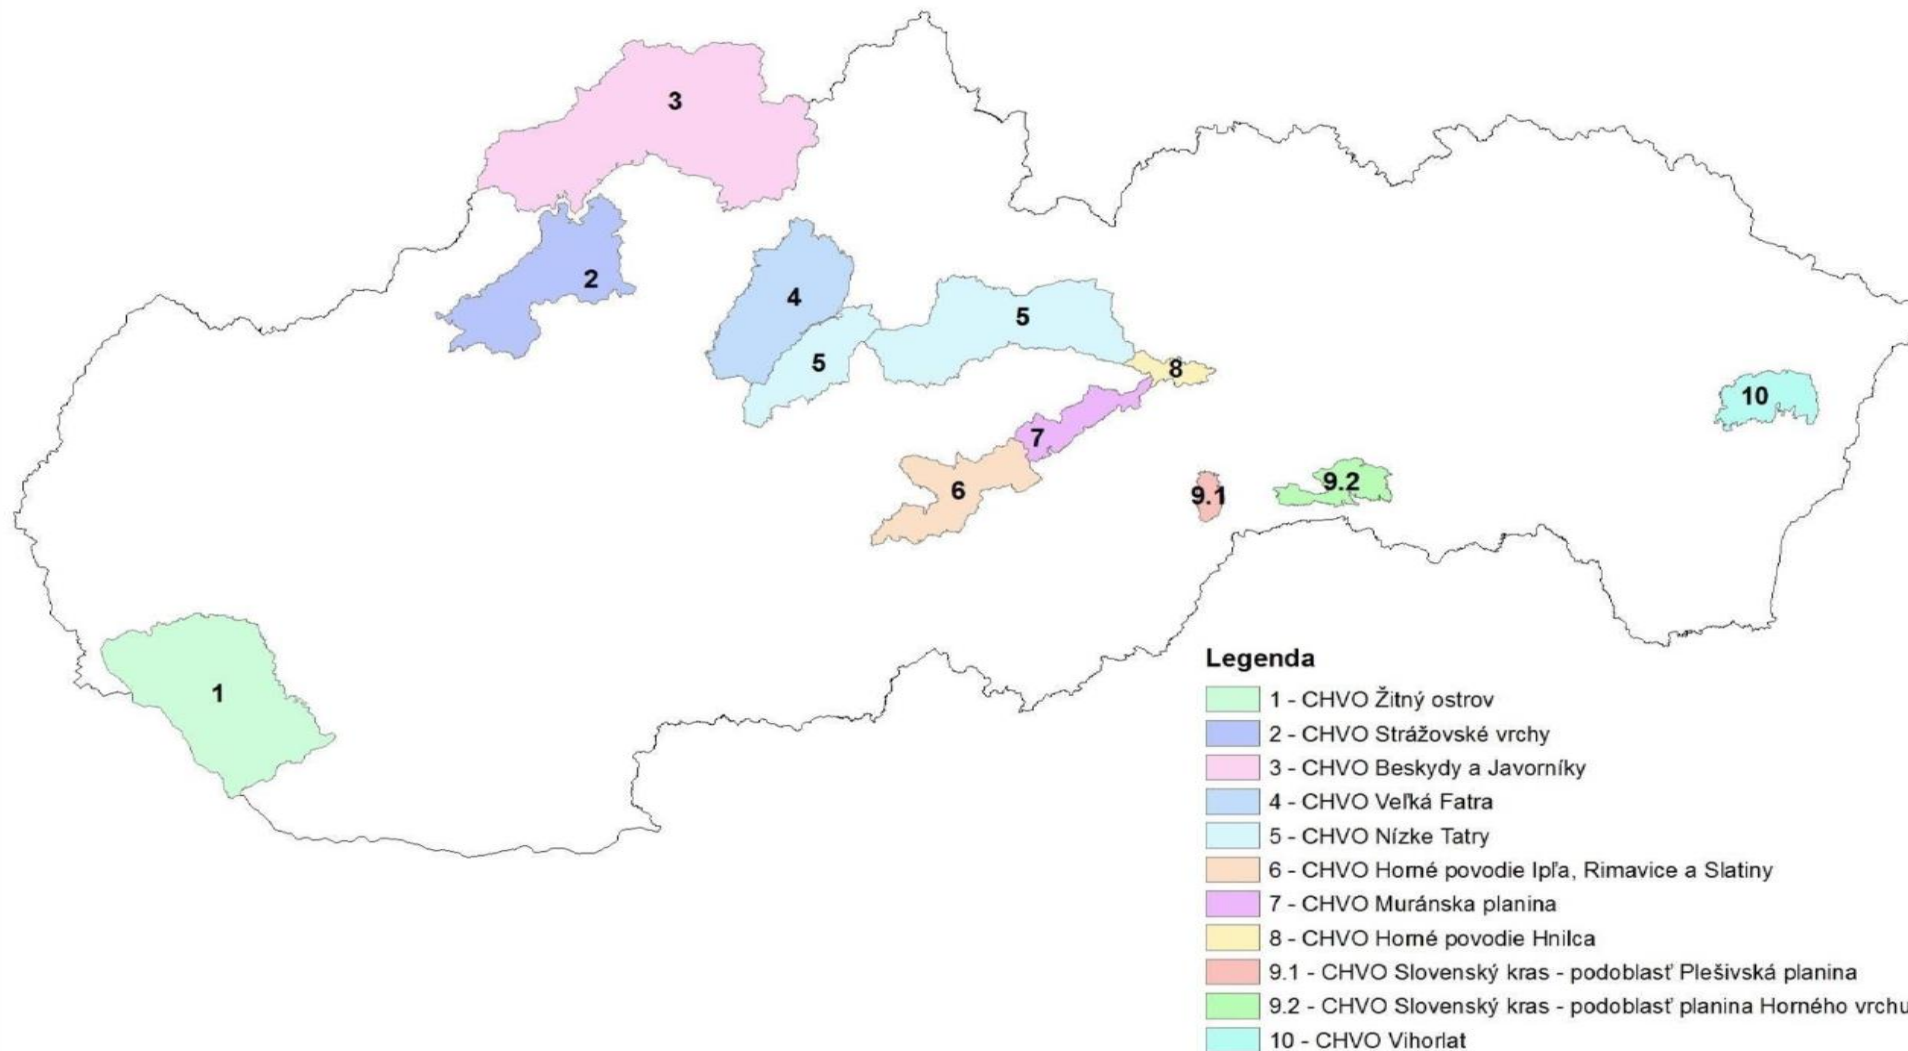 3
2
4
5
5
8
10
7
6
9.1
9.2
1
Legenda
1 - CHVO Žitný ostrov
2 - CHVO Strážovské vrchy
3 - CHVO Beskydy a Javorníky
4 - CHVO Veľká Fatra
5 - CHVO Nízke Tatry
6 - CHVO Horné povodie Ipľa, Rimavice a Slatiny
7 - CHVO Muránska planina
8 - CHVO Horné povodie Hnilca
9.1 - CHVO Slovenský kras - podoblasť Plešivská planina
9.2 - CHVO Slovenský kras - podoblasť planina Horného vrchu
10 - CHVO Vihorlat